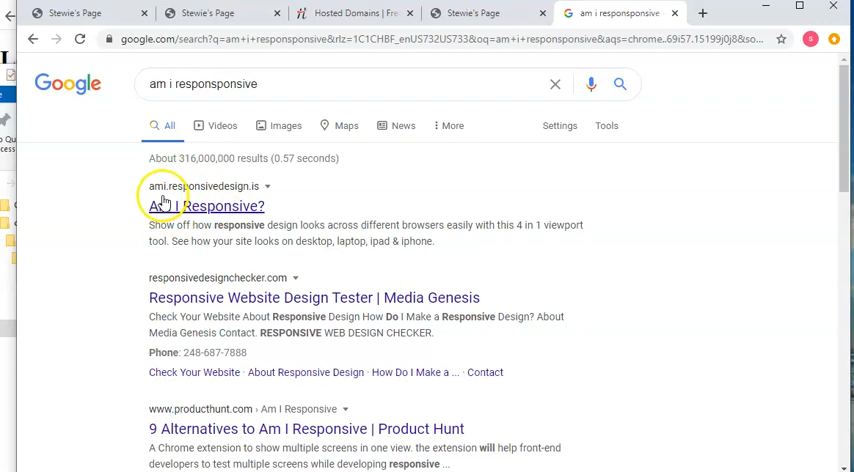 Stewie's Page
Stewie's Page
Hosted Domains | Fre
Stewie's Page
am i responsponsive
google.com/search?q=am+i+responsponsive&rlz=1C1CHBF_enUS732US733&oq=am+i+responsponsive&aqs=chrome..69i57.15199j0j8&so...
S
Google
am i responsponsive
All
Videos
Images
Maps
News
More
Settings
Tools
About 316,000,000 results (0.57 seconds)
ami.responsivedesign.is
Am I Responsive?
Show off how responsive design looks across different browsers easily with this 4 in 1 viewport
tool. See how your site looks on desktop, laptop, ipad & iphone.
responsivedesignchecker.com
Responsive Website Design Tester | Media Genesis
Check Your Website About Responsive Design How Do I Make a Responsive Design? About
Media Genesis Contact. RESPONSIVE WEB DESIGN CHECKER.
Phone: 248-687-7888
Check Your Website · About Responsive Design · How Do I Make a ... · Contact
www.producthunt.com › Am I Responsive
9 Alternatives to Am I Responsive | Product Hunt
A Chrome extension to show multiple screens in one view. the extension will help front-end
developers to test multiple screens while developing responsive ...